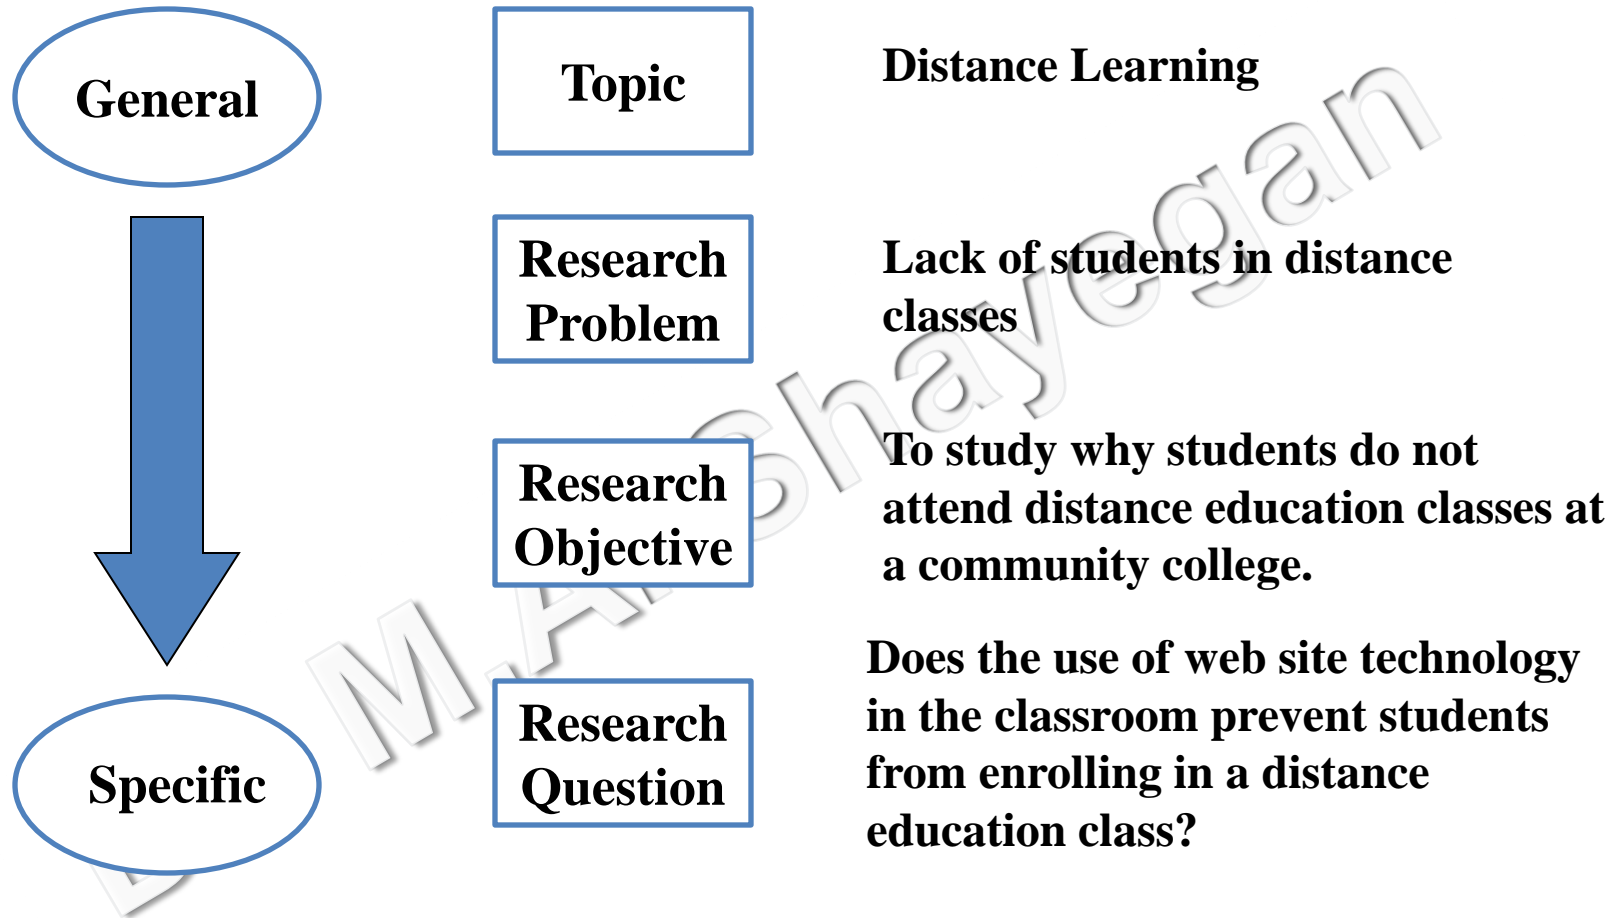 General
Topic
Distance Learning
Research
Problem
Lack of students in distance
classes
Research
Objective
To study why students do not
attend distance education classes at
a community college.
Specific
Research
Question
Does the use of web site technology
in the classroom prevent students
from enrolling in a distance
education class?
Shayegan